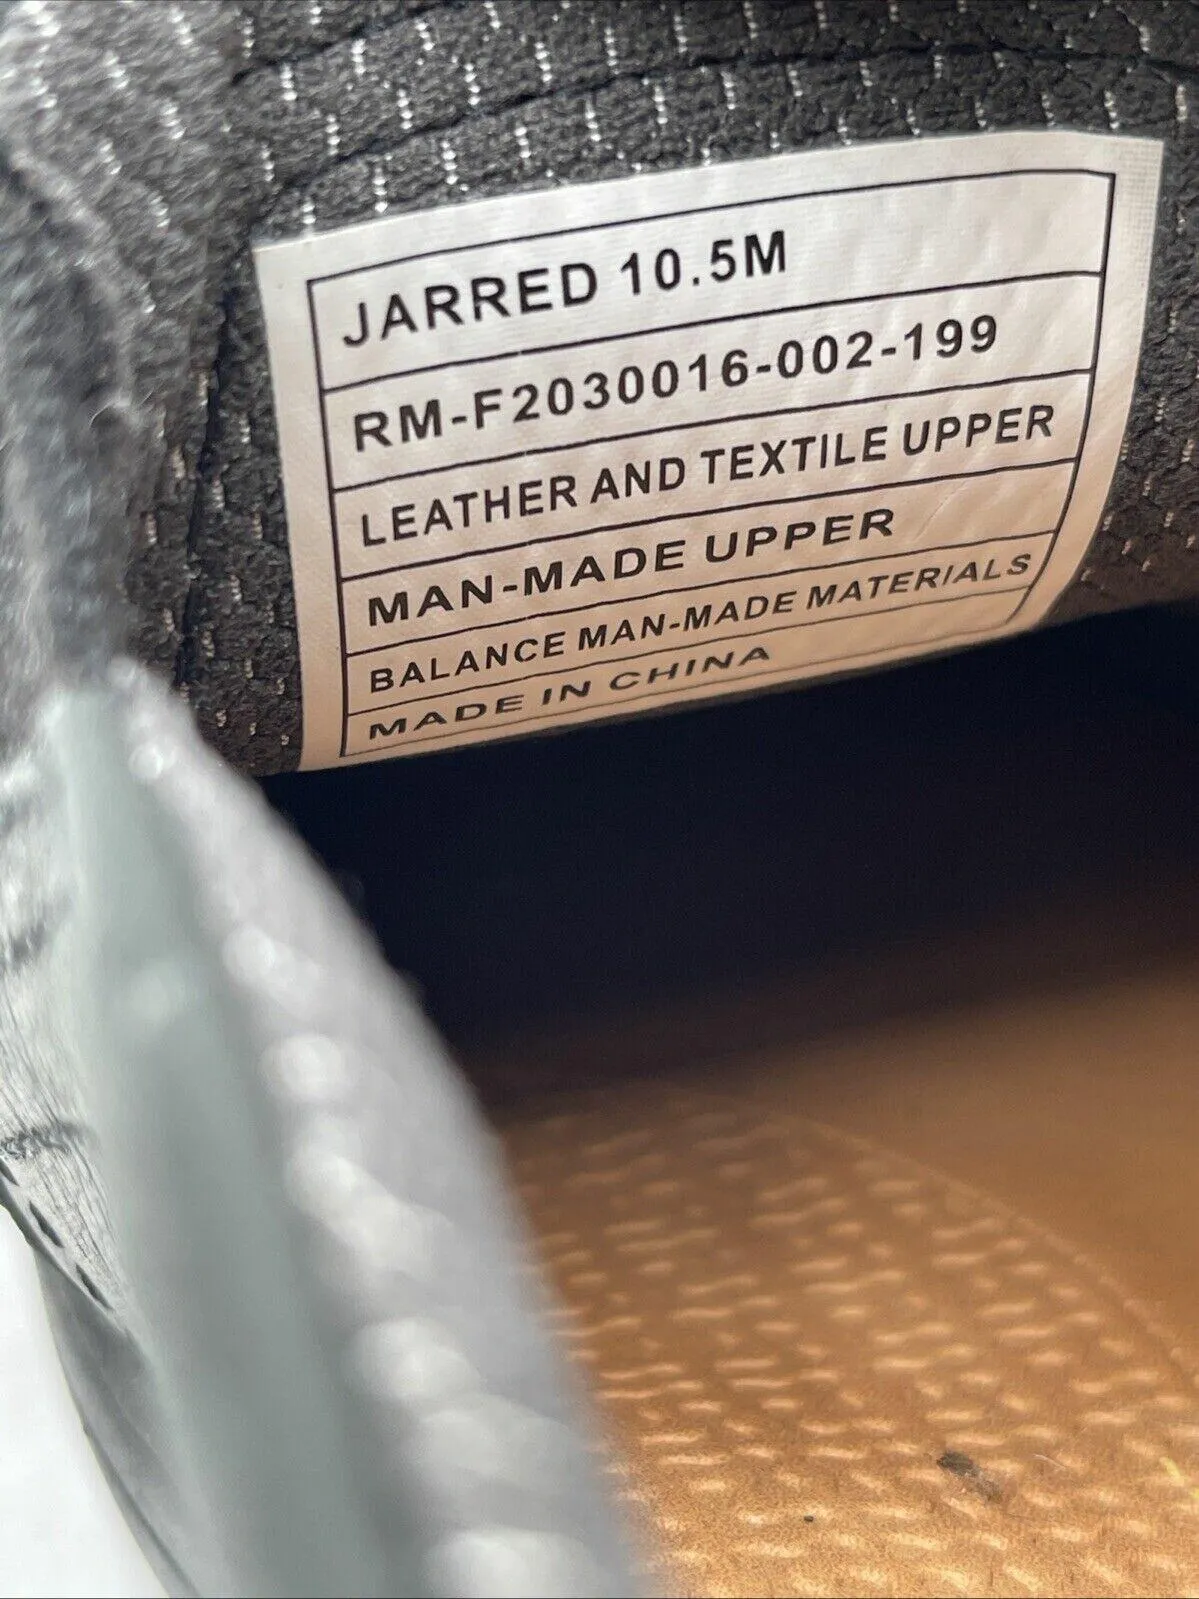 JARRED 10.5M
RM-F2030016-002-199
LEATHER AND TEXTILE UPPER
MAN-MADE UPPER
BALANCE MAN-MADE MATERIALS
MADE IN CHINA